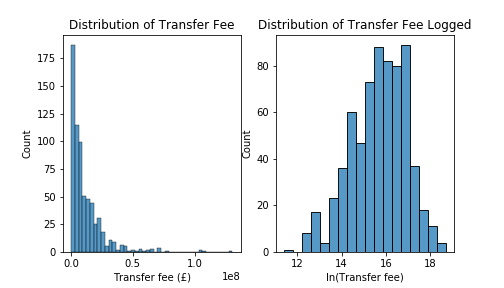 Distribution of Transfer Fee
Count
175
150
125
100
75
50
25
0
0.0
0.5
1.0
1e8
Transfer fee (£)
Distribution of Transfer Fee Logged
Count
80
60
40
20
0
12
14
16
18
ln(Transfer fee)